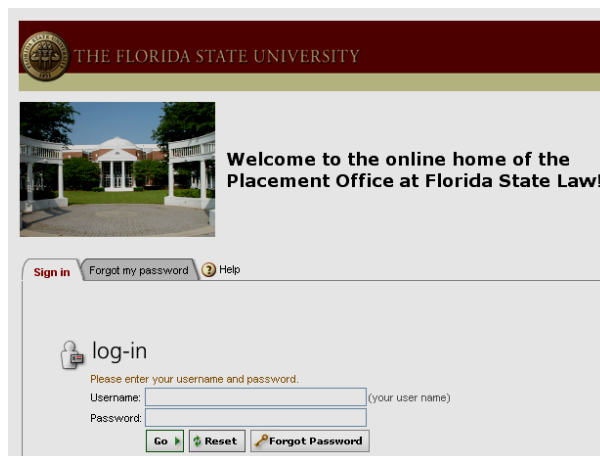 THE FLORIDA STATE UNIVERSITY
Welcome to the online home of the
Placement Office at Florida State Law!
Sign in
Forgot my password
? Help
log-in
Please enter your username and password.
Username: (your user name)
Password:
Go Reset Forgot Password